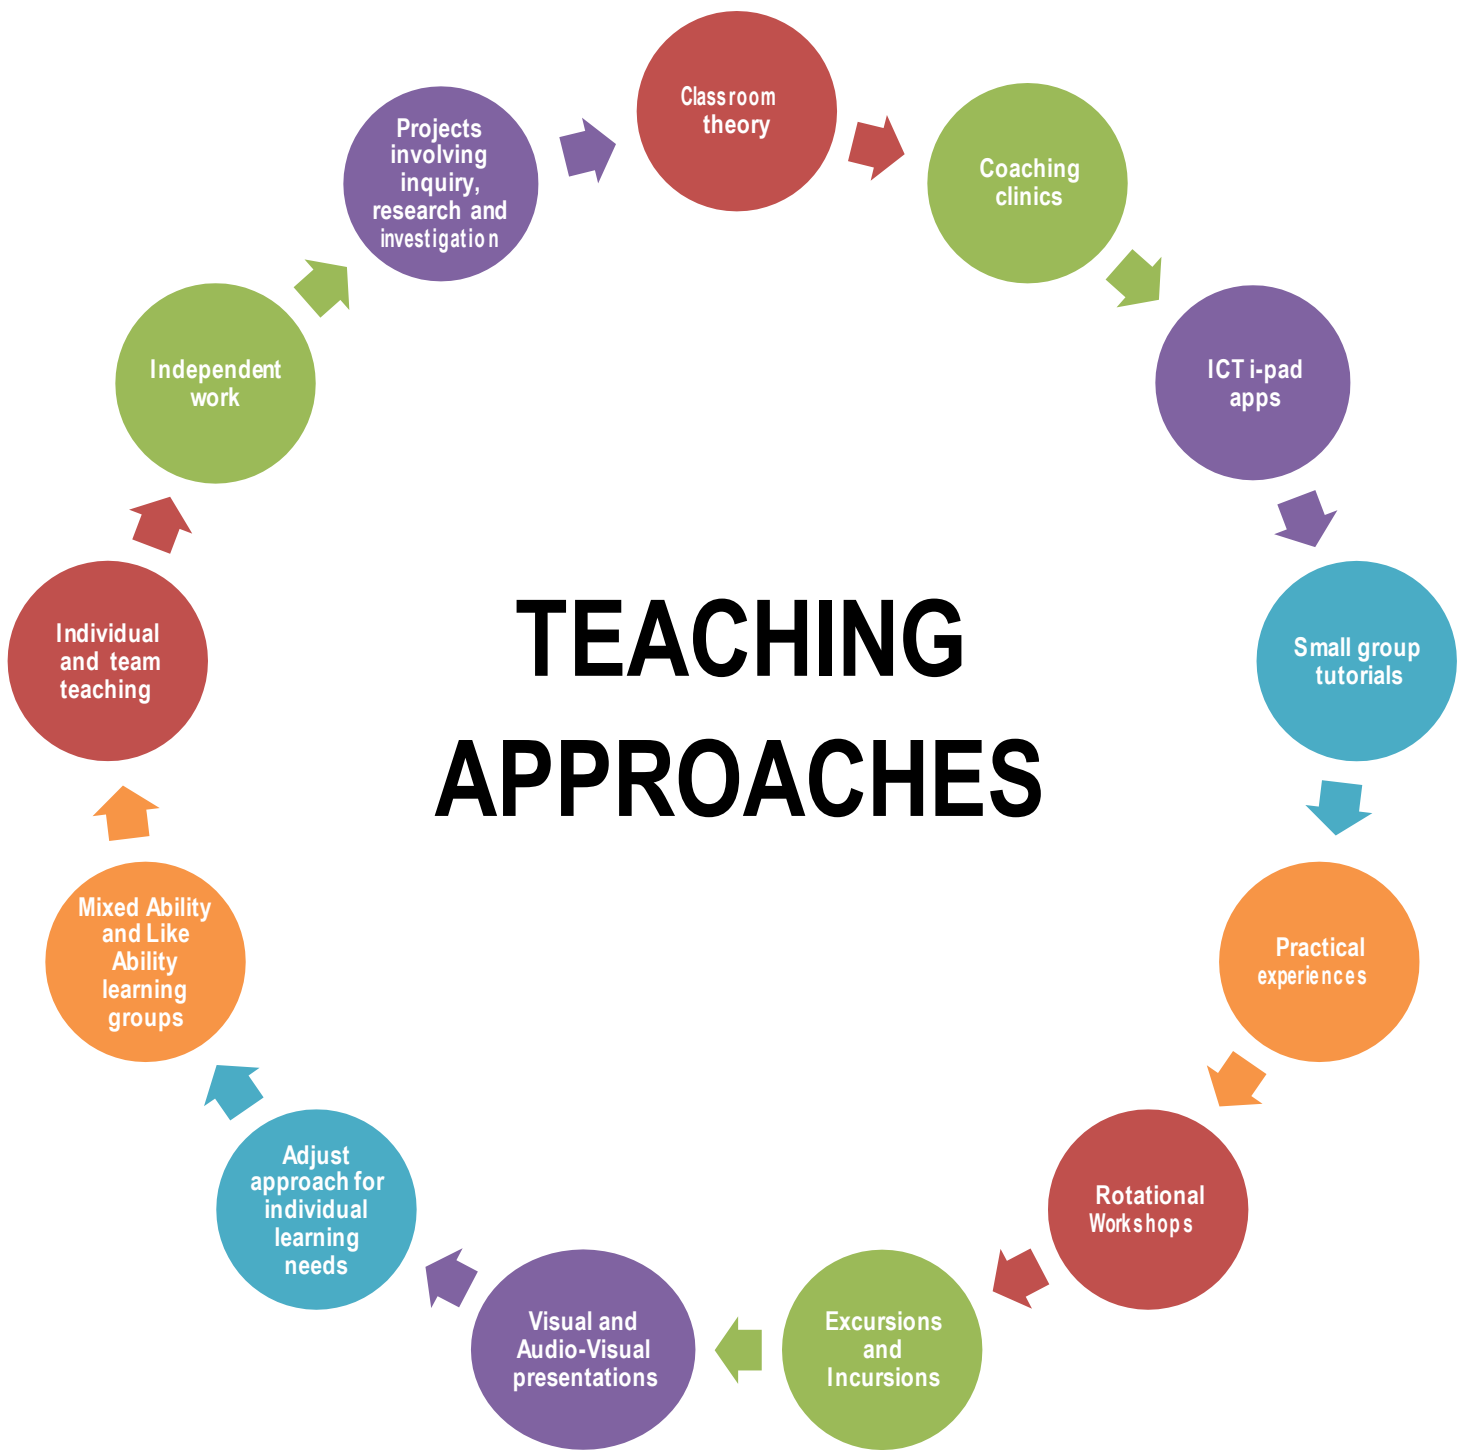 Classroom
theory
Coaching
clinics
ICT i-pad
apps
Small group
tutorials
Practical
experiences
Rotational
Workshops
Excursions
and
Incursions
Visual and
Audio-Visual
presentations
Adjust
approach for
individual
learning
needs
Mixed Ability
and Like
Ability
learning
groups
Individual
and team
teaching
Independent
work
Projects
involving
inquiry,
research and
investigation
TEACHING
APPROACHES